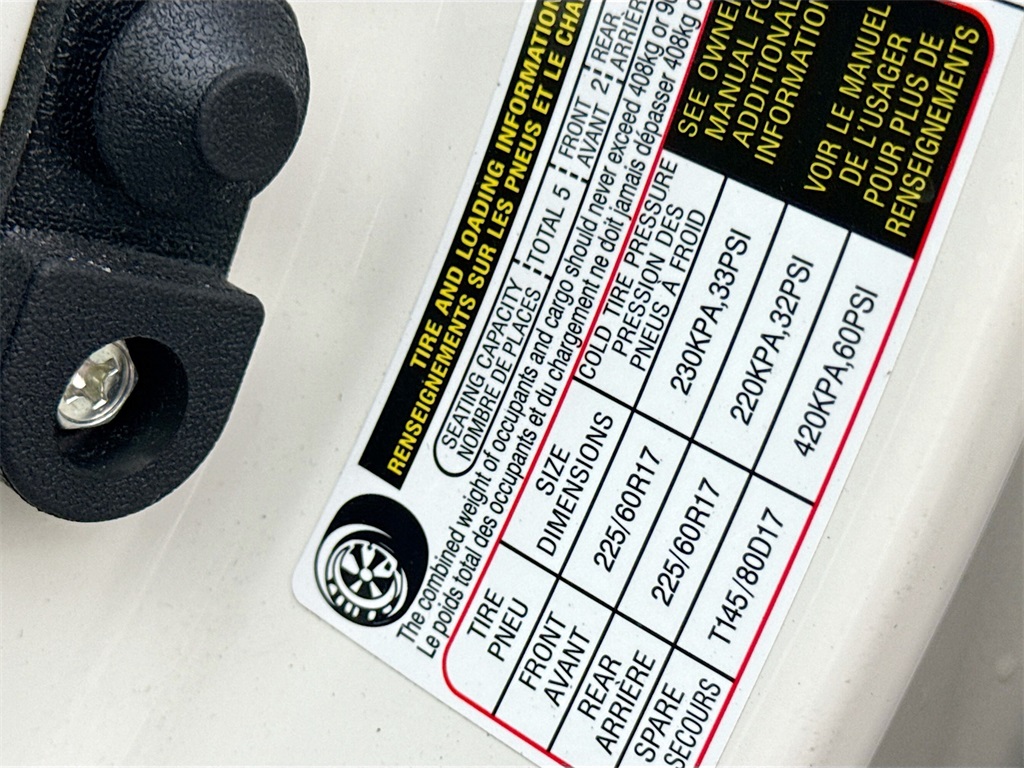 TIRE AND LOADING INFORMATION
RENSEIGNEMENTS SUR LES PNEUS ET LE
SEATING CAPACITY TOTAL 5 FRONT 2 REAR
NOMBRE DE PLACES AVANT ARRIÈRE
The combined weight of occupants and cargo should never exceed 408kg or
Le poids total des occupants et du chargement ne doit jamais dépasser 408kg
TIRE
PNEU
SIZE
DIMENSIONS
COLD TIRE PRESSURE
PRESSION DES
PNEUS À FROID
FRONT
AVANT
225/60R17
230KPA,33PSI
REAR
ARRIÈRE
225/60R17
220KPA,32PSI
SPARE
SECOURS
T145/80D17
420KPA,60PSI
SEE OWNER
MANUAL
ADDITIONAL
INFORMATION
VOIR LE MANUEL
DE L'USAGER
POUR PLUS DE
RENSEIGNEMENTS